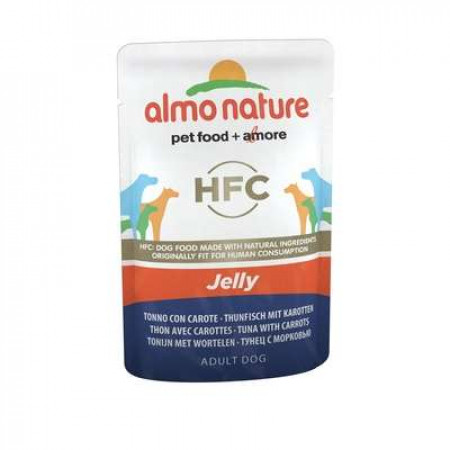 almo nature
pet food + amore
HFC
HFC: DOG FOOD MADE WITH NATURAL INGREDIENTS
ORIGINALLY FIT FOR HUMAN CONSUMPTION
Jelly
TONNO CON CAROTE - THUNFISCH MIT KAROTTEN
THON AVEC CAROTTES - TUNA WITH CARROTS
TONIJN MET WORTELEN - ТУНЕЦ С МОРКОВЬЮ
ADULT DOG